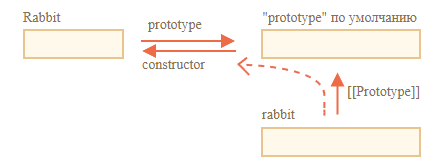 Rabbit
prototype
"prototype" по умолчанию
constructor
[[Prototype]]
rabbit